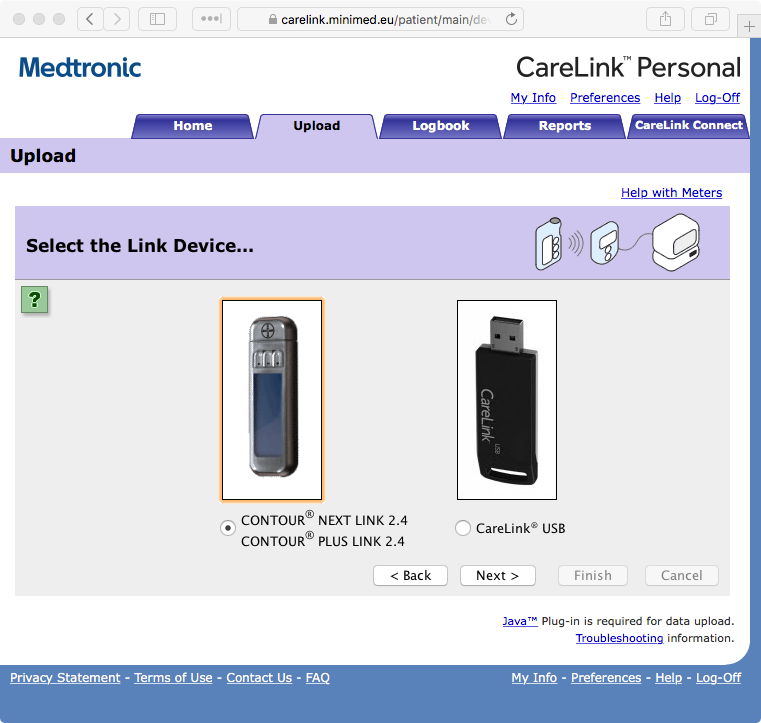 carelink.minimed.eu/patient/main/de
Medtronic
CareLink™ Personal
My Info Preferences Help Log-Off
Home Upload Logbook Reports CareLink Connect
Upload
Help with Meters
Select the Link Device...
?
CareLink
USB
CONTOUR® NEXT LINK 2.4
CONTOUR® PLUS LINK 2.4
CareLink® USB
< Back Next > Finish Cancel
Java™ Plug-in is required for data upload.
Troubleshooting information.
Privacy Statement - Terms of Use - Contact Us - FAQ
My Info - Preferences - Help - Log-Off